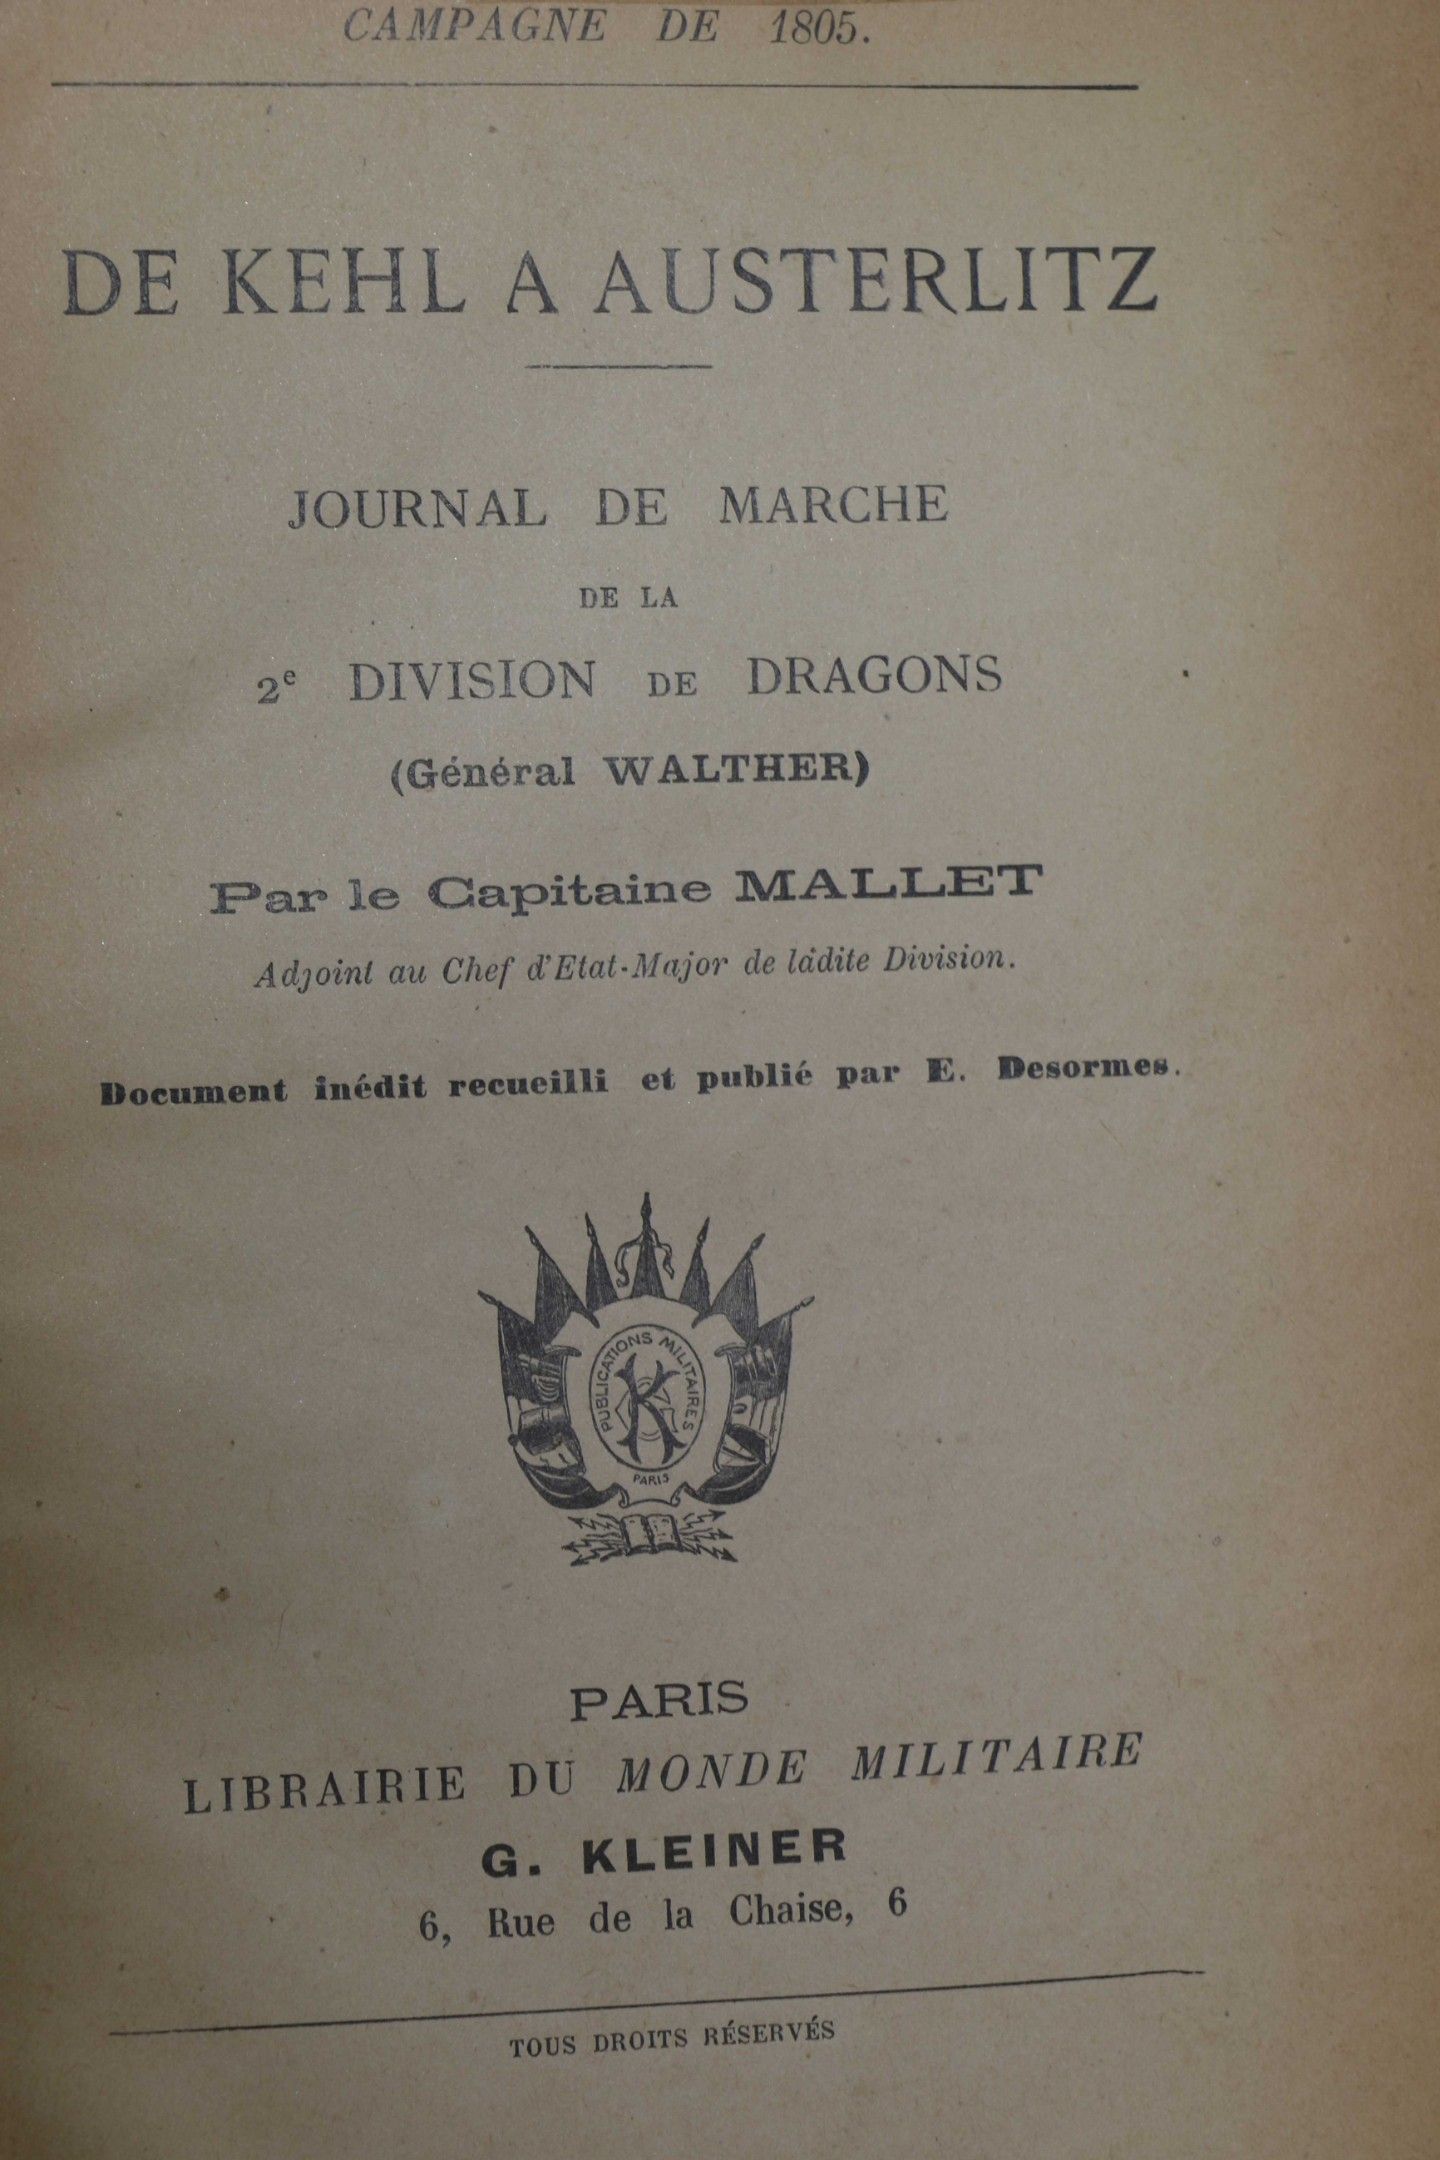 CAMPAGNE DE 1805.
DE KEHL A AUSTERLITZ
JOURNAL DE MARCHE
DE LA
2e DIVISION DE DRAGONS
(Général WALTHER)
Par le Capitaine MALLET
Adjoint au Chef d'Etat-Major de ladite Division.
Document inédit recueilli et publié par E. Desormes.
PUBLICATIONS MILITAIRES
K
PARIS
PARIS
LIBRAIRIE DU MONDE MILITAIRE
G. KLEINER
6, Rue de la Chaise, 6
TOUS DROITS RÉSERVÉS